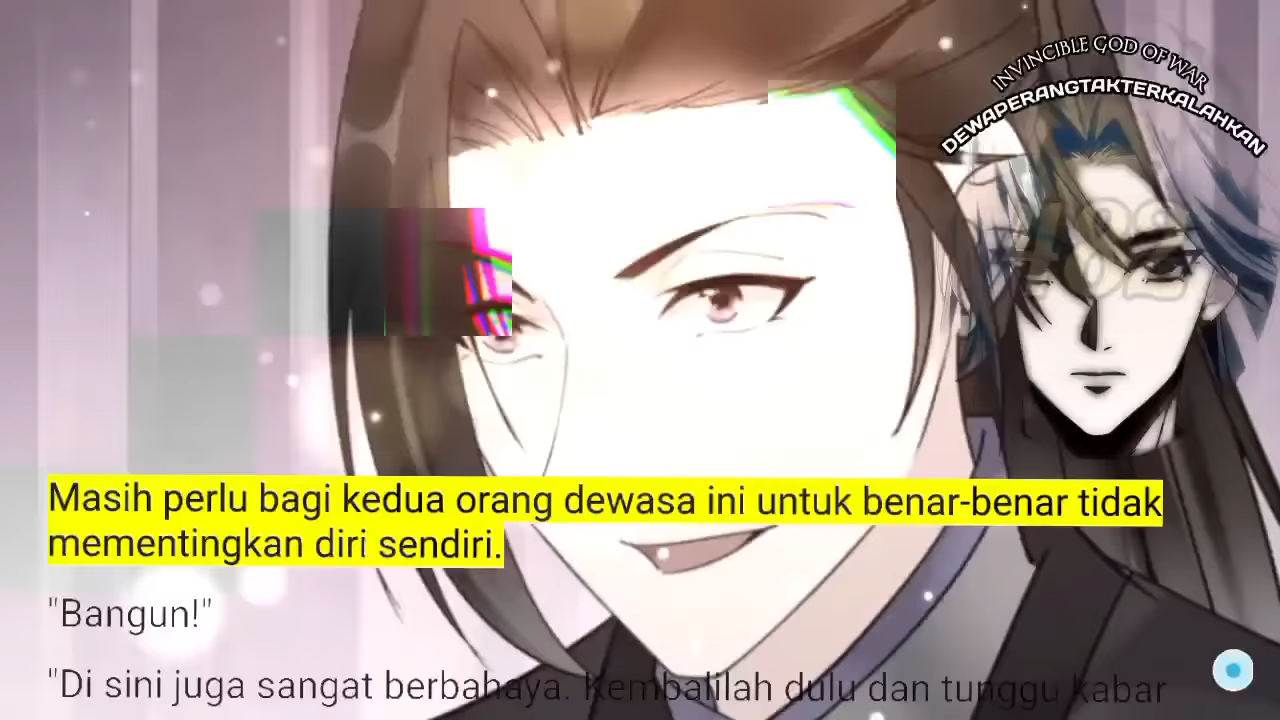 INVINCIBLE GOD OF WAR
DEWAPERANGTAKTERKALAHKAN
Masih perlu bagi kedua orang dewasa ini untuk benar-benar tidak
mementingkan diri sendiri.
"Bangun!"
"Di sini juga sangat berbahaya. Kembalilah dulu dan tunggu kabar